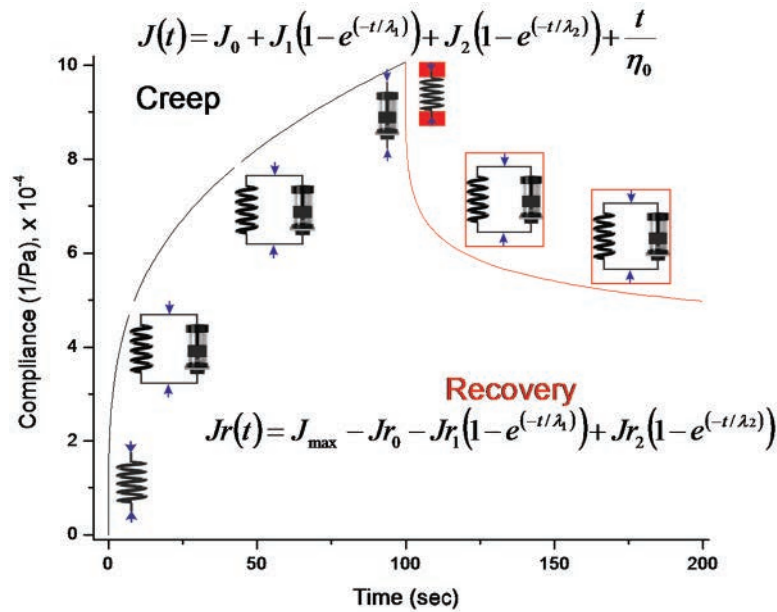 J(t) = J₀ + J₁(1 − e^(−t/λ₁)) + J₂(1 − e^(−t/λ₂)) + t/η₀
Creep
Recovery
Jr(t) = J_max − Jr₀ − Jr₁(1 − e^(−t/λ₁)) + Jr₂(1 − e^(−t/λ₂))
Compliance (1/Pa), x 10⁻⁴
10
8
6
4
2
0
0 50 100 150 200
Time (sec)